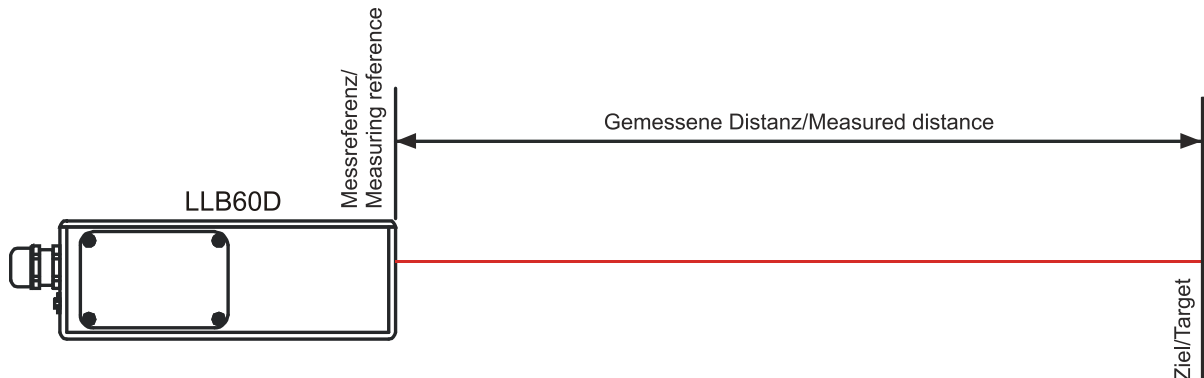 Messreferenz/
Measuring reference
Gemessene Distanz/Measured distance
LLB60D
Ziel/Target